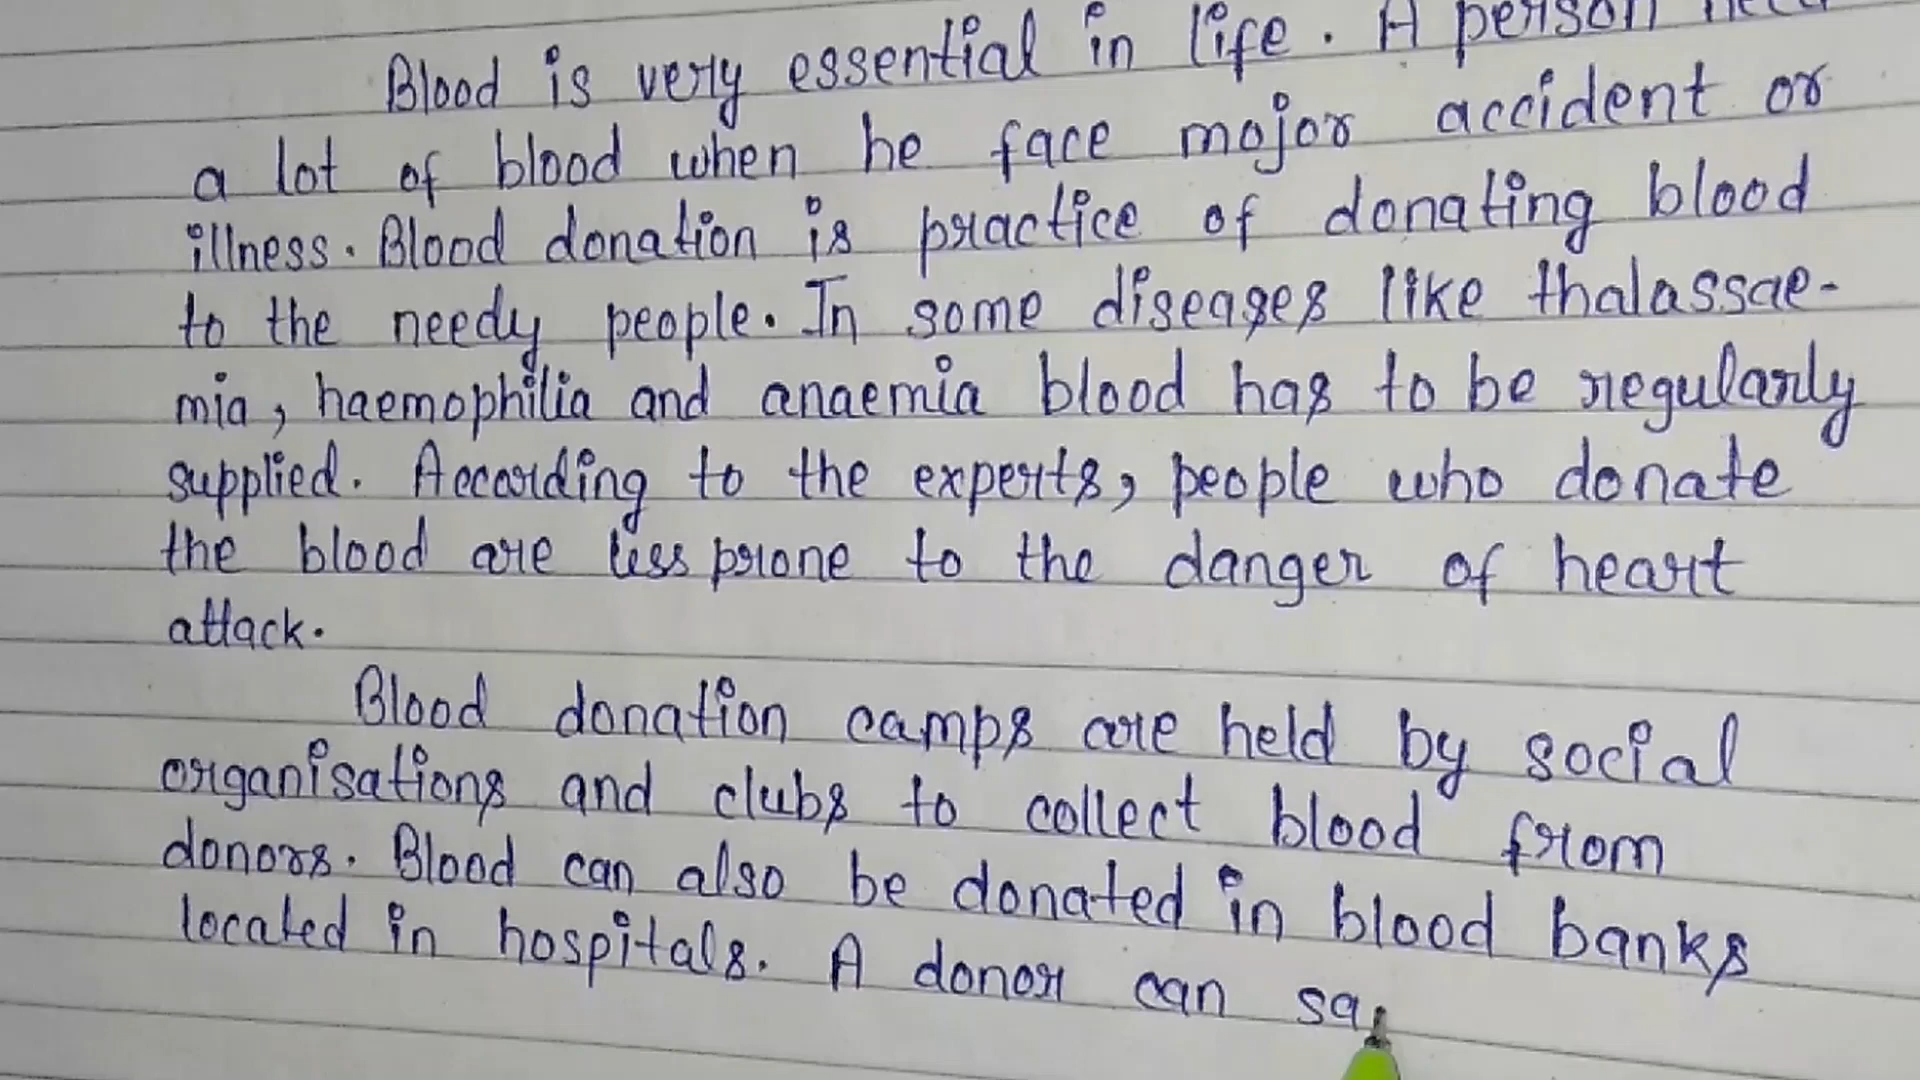 Blood is very essential in life. A person need
a lot of blood when he face major accident or
illness. Blood donation is practice of donating blood
to the needy people. In some diseases like thalassae-
mia, haemophilia and anaemia blood has to be regularly
supplied. According to the experts, people who donate
the blood are less prone to the danger of heart
attack.
Blood donation camps are held by social
organisations and clubs to collect blood from
donors. Blood can also be donated in blood banks
located in hospitals. A donor can sa